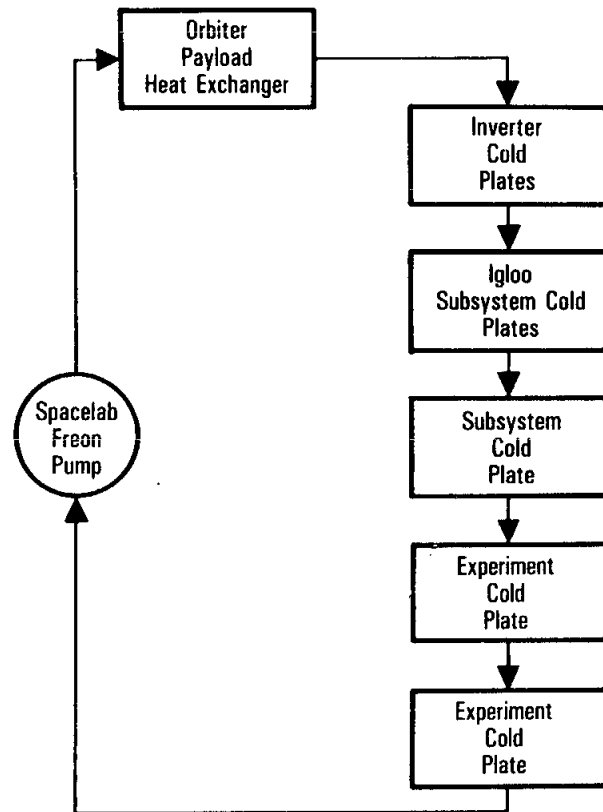 Orbiter
Payload
Heat Exchanger
Inverter
Cold
Plates
Igloo
Subsystem Cold
Plates
Spacelab
Freon
Pump
Subsystem
Cold
Plate
Experiment
Cold
Plate
Experiment
Cold
Plate